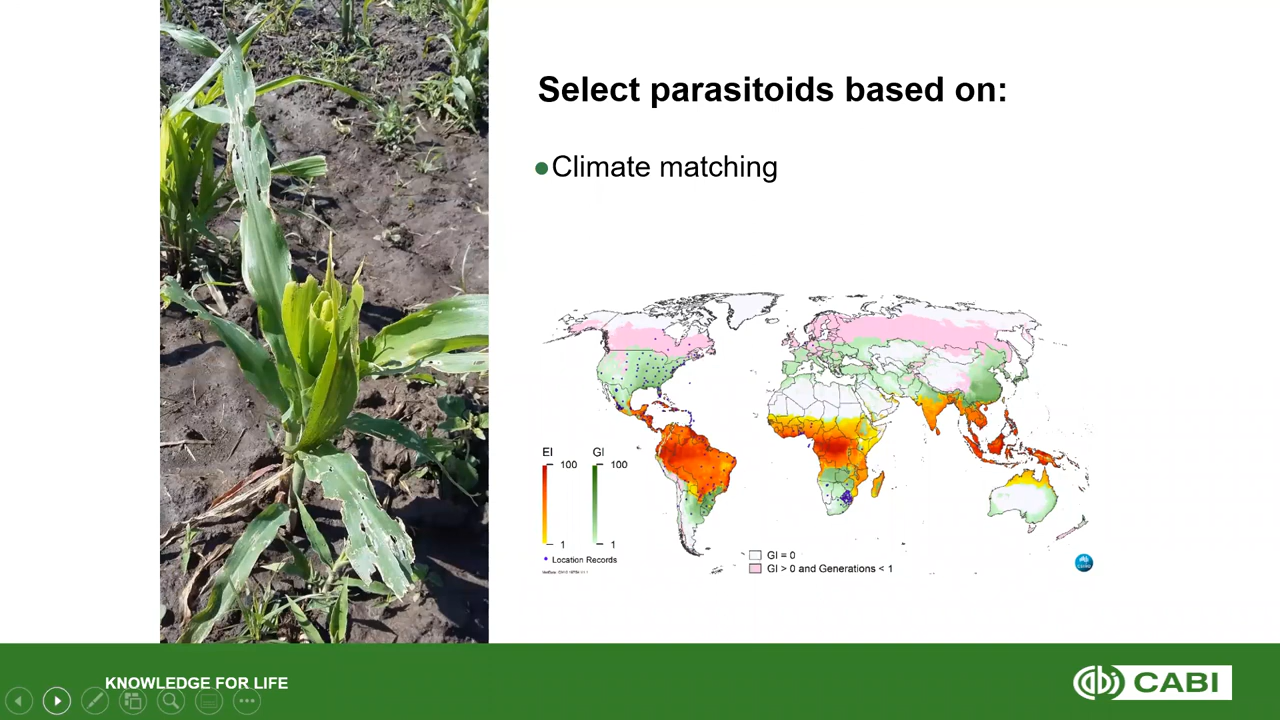 Select parasitoids based on:
●Climate matching
EI GI
100 100
1 1
• Location Records
GI = 0
GI > 0 and Generations < 1
KNOWLEDGE FOR LIFE
CABI